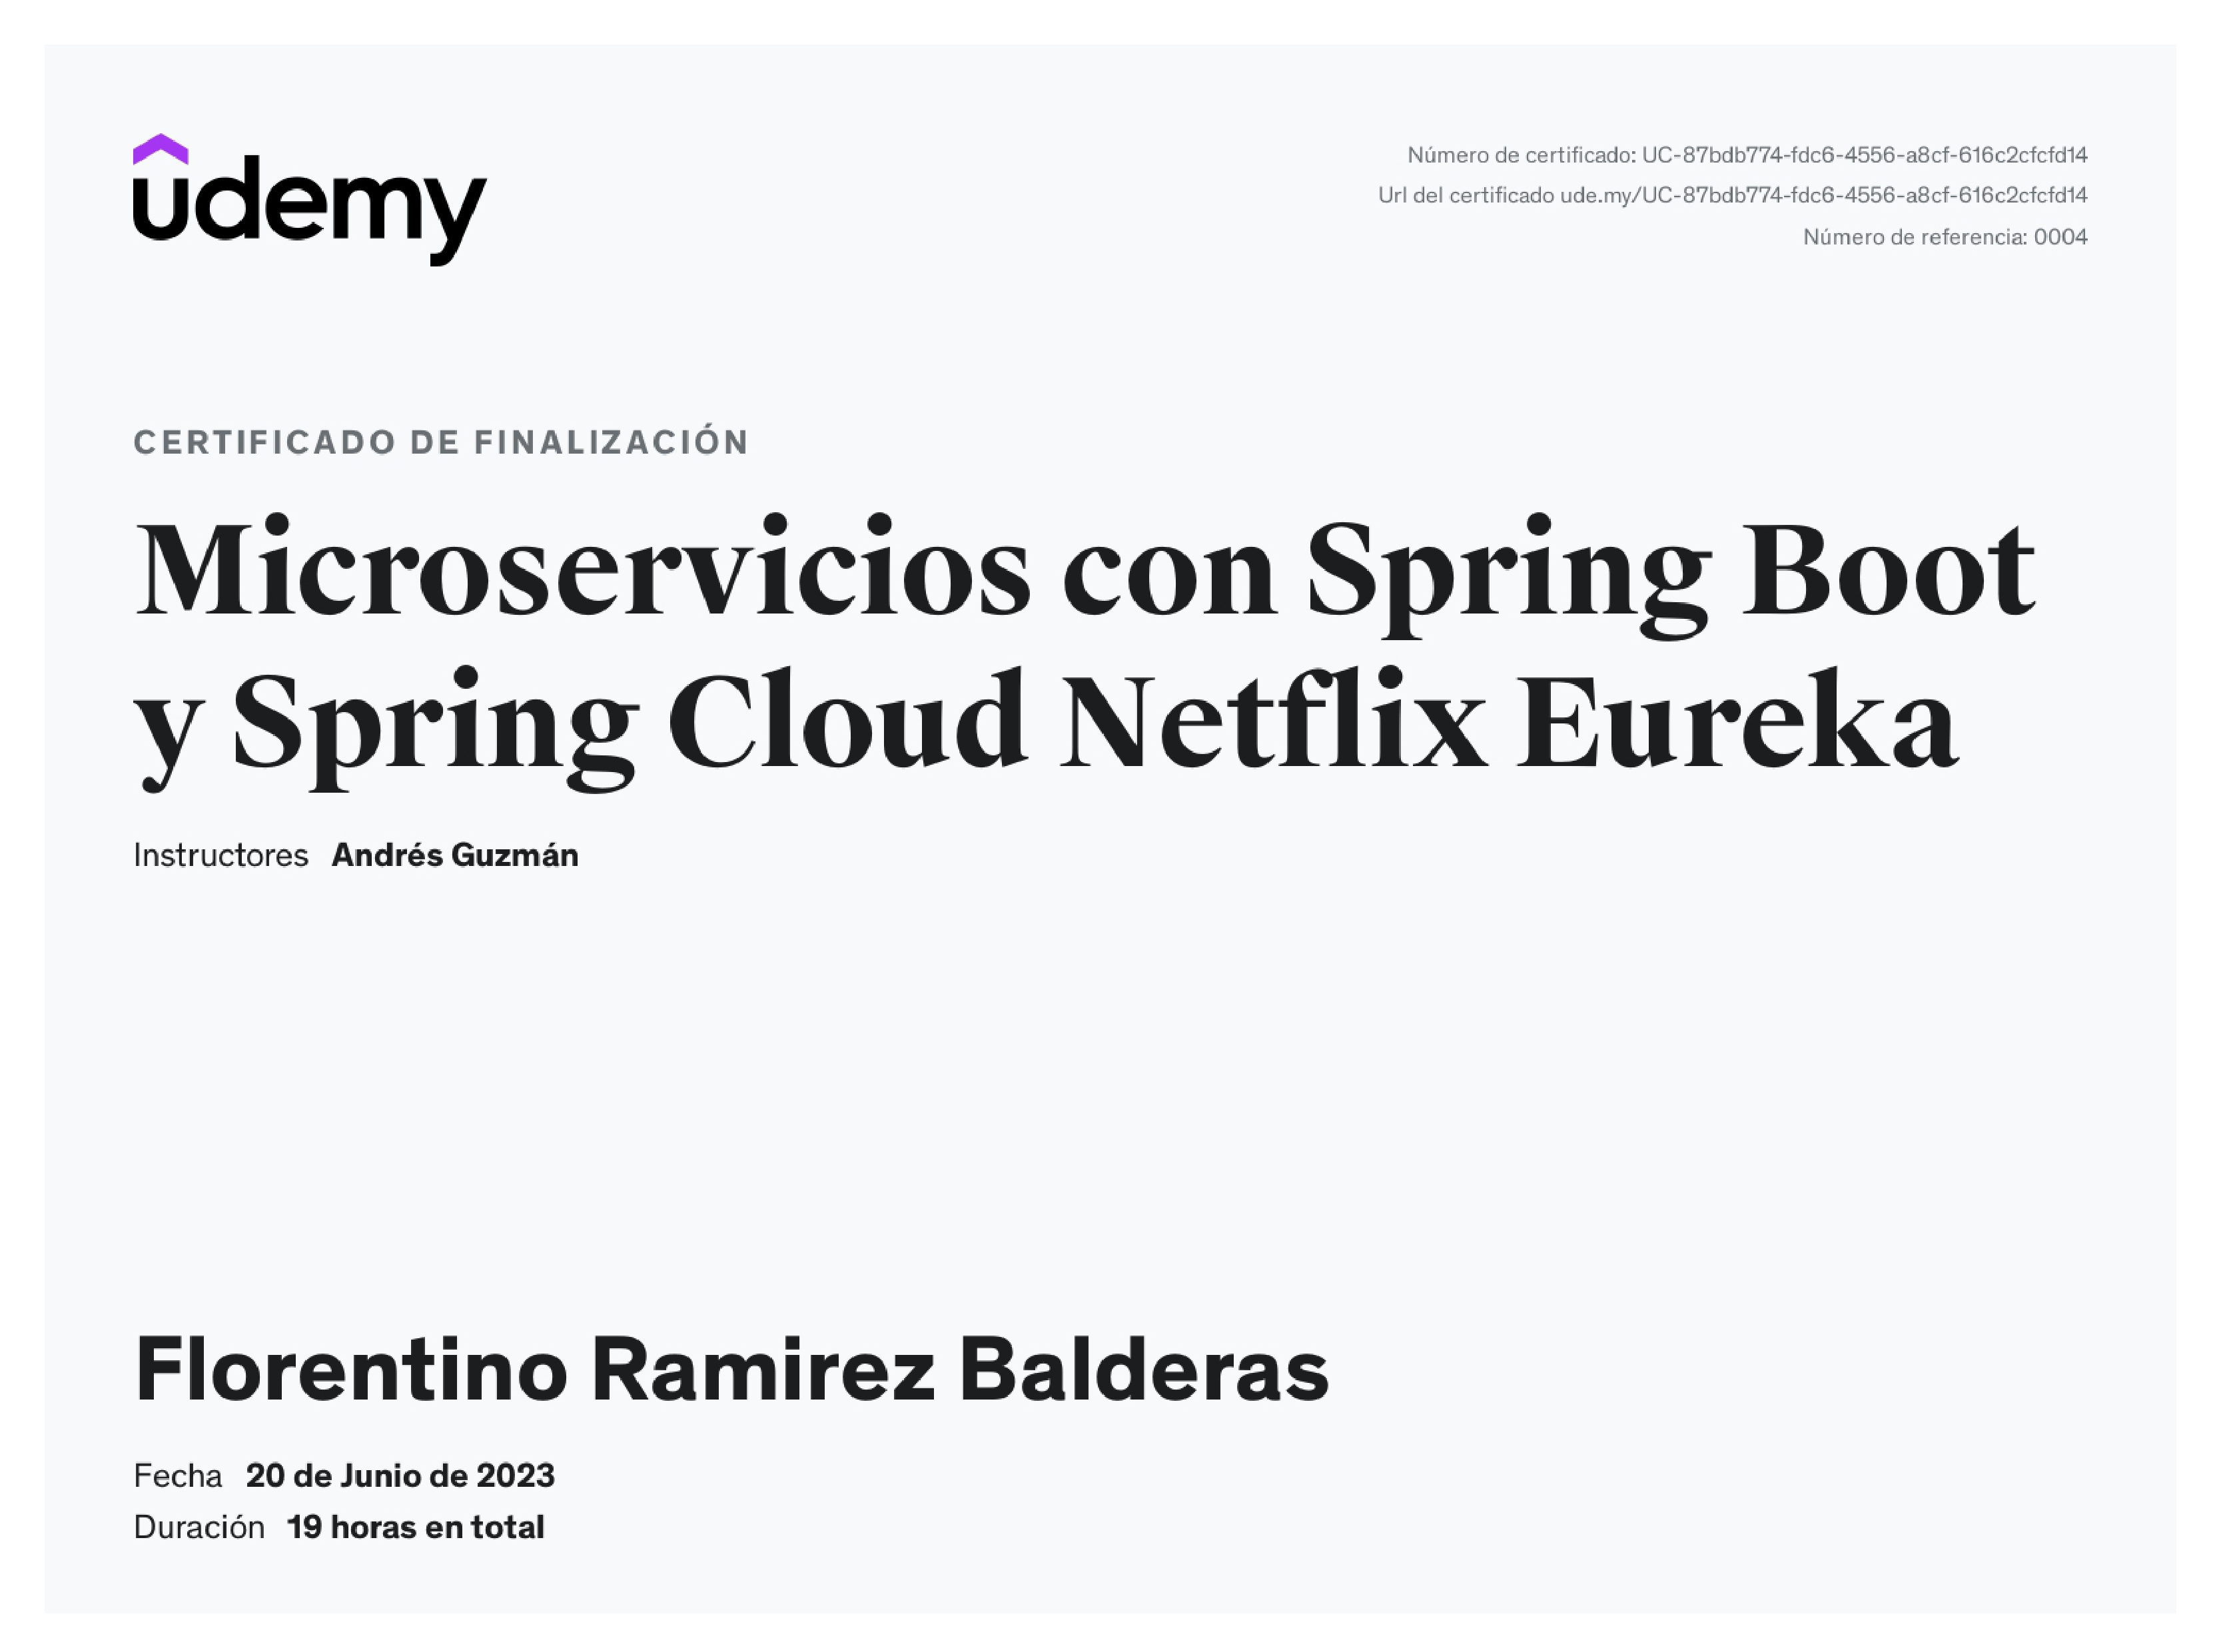 udemy
Número de certificado: UC-87bdb774-fdc6-4556-a8cf-616c2cfcfd14
Url del certificado ude.my/UC-87bdb774-fdc6-4556-a8cf-616c2cfcfd14
Número de referencia: 0004
CERTIFICADO DE FINALIZACIÓN
Microservicios con Spring Boot
y Spring Cloud Netflix Eureka
Instructores Andrés Guzmán
Florentino Ramirez Balderas
Fecha 20 de Junio de 2023
Duración 19 horas en total